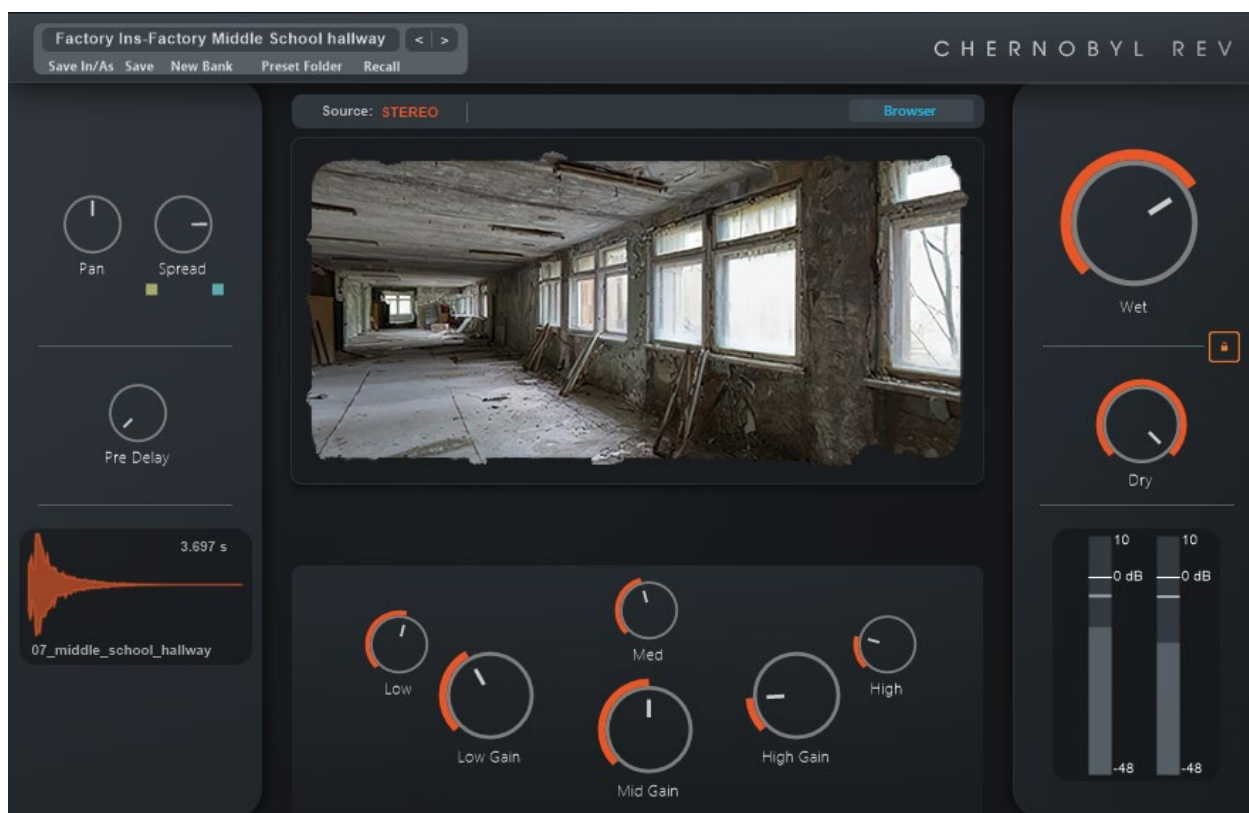 Factory Ins-Factory Middle School hallway < | >
Save In/As Save New Bank Preset Folder Recall
CHERNOBYL REV
Source: STEREO
Browser
Pan
Spread
Pre Delay
3.697 s
07_middle_school_hallway
Low
Low Gain
Med
Mid Gain
High Gain
High
Wet
Dry
10 10
0 dB 0 dB
-48 -48